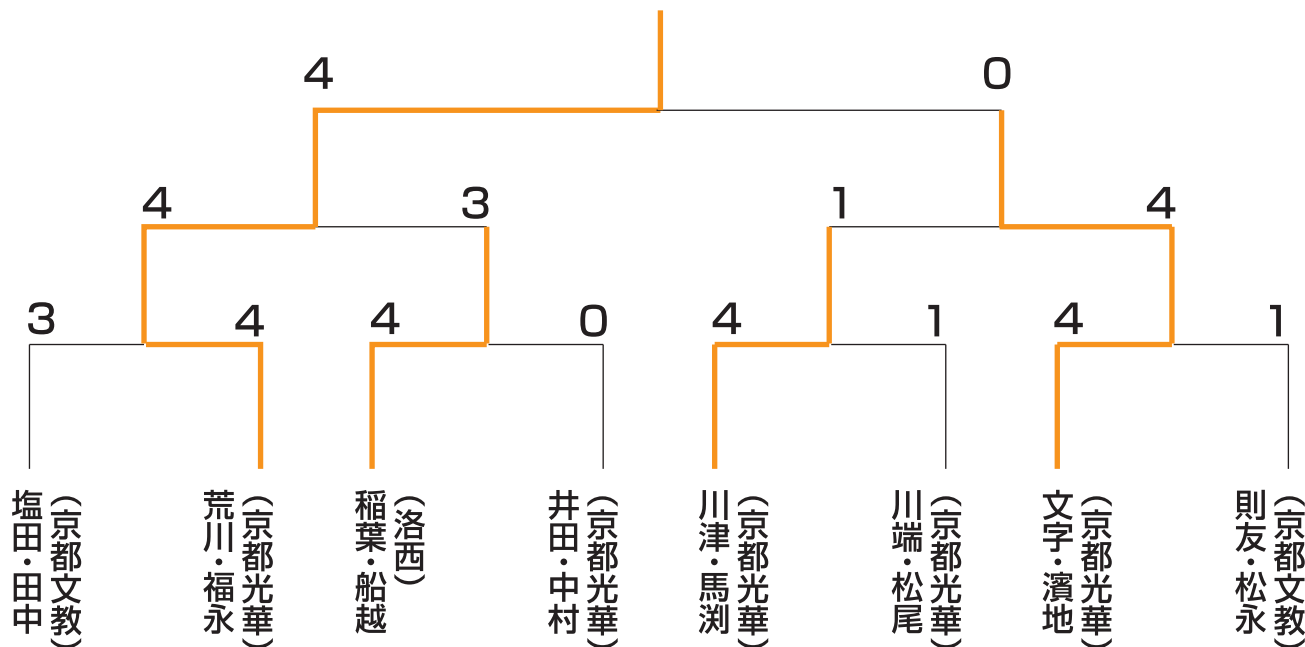 4 0
4 3 1 4
3 4 4 0 4 1 4 1
塩田・田中
（京都文教）
荒川・福永
（京都光華）
稲葉・船越
（洛西）
井田・中村
（京都光華）
川津・馬渕
（京都光華）
川端・松尾
（京都光華）
文字・濱地
（京都光華）
則友・松永
（京都文教）